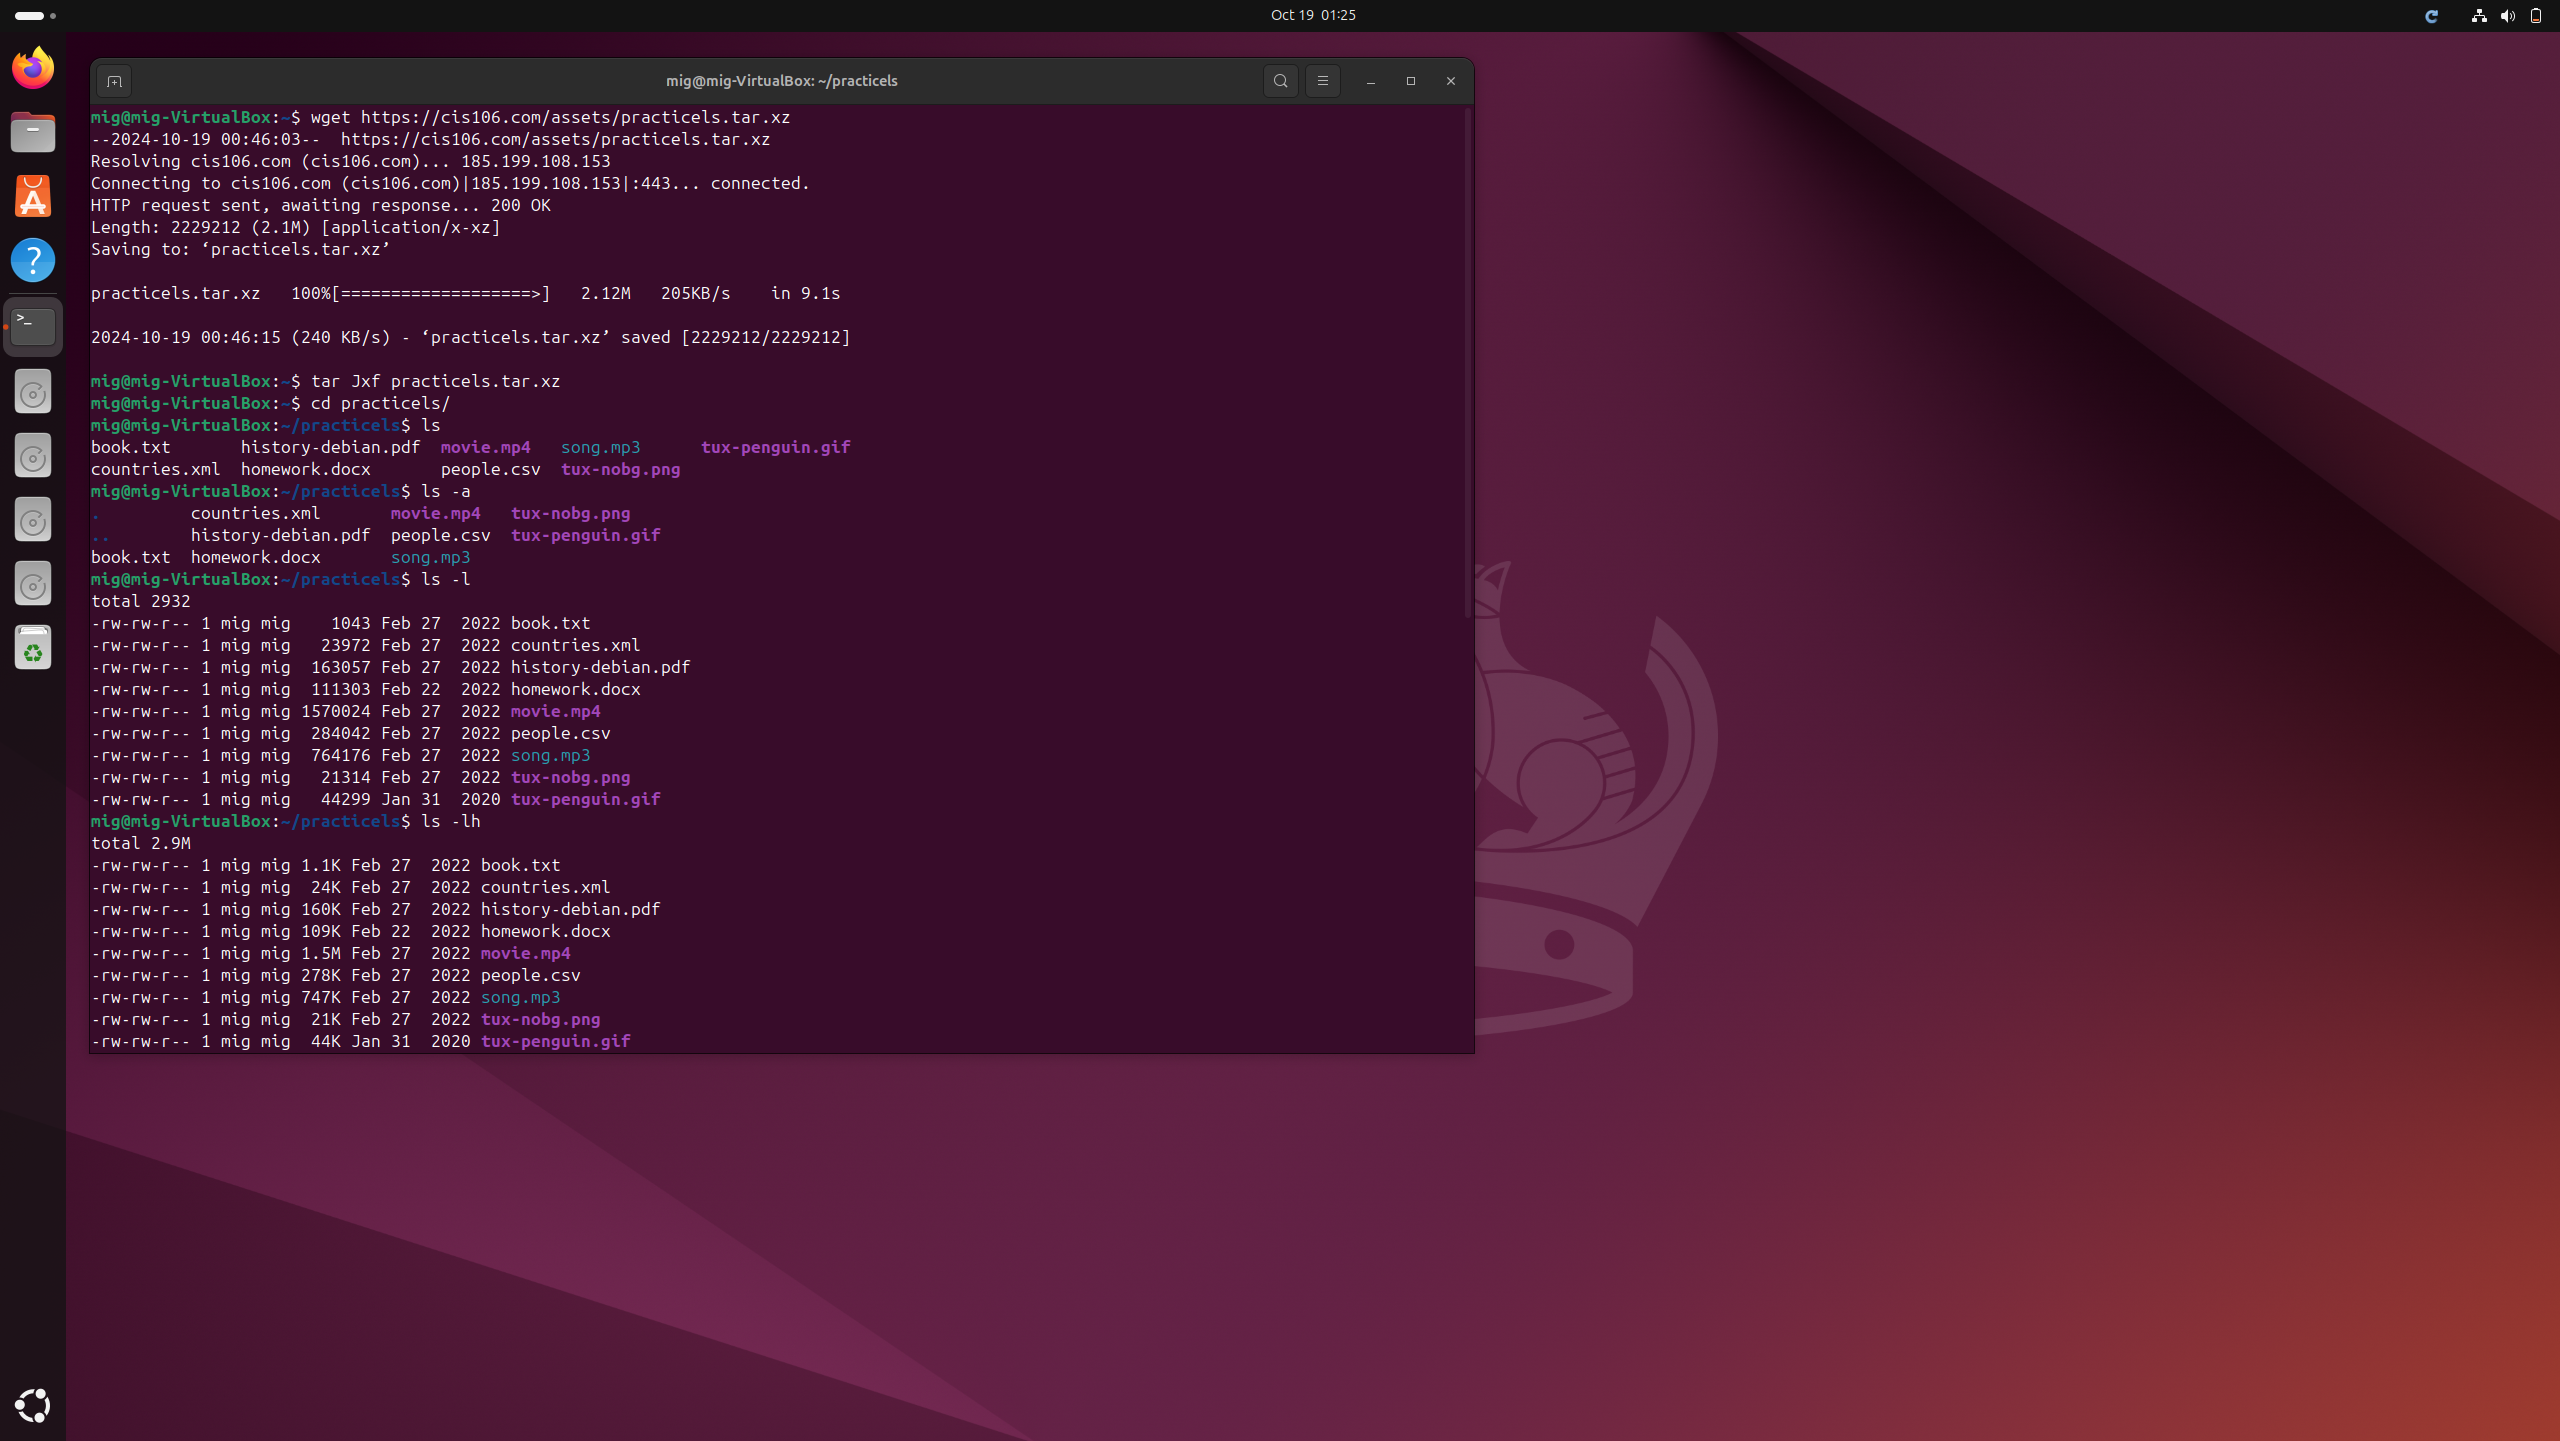 Oct 19  01:25
mig@mig-VirtualBox: ~/practicels
mig@mig-VirtualBox:~$ wget https://cis106.com/assets/practicels.tar.xz
--2024-10-19 00:46:03--  https://cis106.com/assets/practicels.tar.xz
Resolving cis106.com (cis106.com)... 185.199.108.153
Connecting to cis106.com (cis106.com)|185.199.108.153|:443... connected.
HTTP request sent, awaiting response... 200 OK
Length: 2229212 (2.1M) [application/x-xz]
Saving to: ‘practicels.tar.xz’
practicels.tar.xz   100%[===================>]   2.12M   205KB/s    in 9.1s
2024-10-19 00:46:15 (240 KB/s) - ‘practicels.tar.xz’ saved [2229212/2229212]
mig@mig-VirtualBox:~$ tar Jxf practicels.tar.xz
mig@mig-VirtualBox:~$ cd practicels/
mig@mig-VirtualBox:~/practicels$ ls
book.txt       history-debian.pdf  movie.mp4   song.mp3      tux-penguin.gif
countries.xml  homework.docx       people.csv  tux-nobg.png
mig@mig-VirtualBox:~/practicels$ ls -a
.         countries.xml       movie.mp4   tux-nobg.png
..        history-debian.pdf  people.csv  tux-penguin.gif
book.txt  homework.docx       song.mp3
mig@mig-VirtualBox:~/practicels$ ls -l
total 2932
-rw-rw-r-- 1 mig mig    1043 Feb 27  2022 book.txt
-rw-rw-r-- 1 mig mig   23972 Feb 27  2022 countries.xml
-rw-rw-r-- 1 mig mig  163057 Feb 27  2022 history-debian.pdf
-rw-rw-r-- 1 mig mig  111303 Feb 22  2022 homework.docx
-rw-rw-r-- 1 mig mig 1570024 Feb 27  2022 movie.mp4
-rw-rw-r-- 1 mig mig  284042 Feb 27  2022 people.csv
-rw-rw-r-- 1 mig mig  764176 Feb 27  2022 song.mp3
-rw-rw-r-- 1 mig mig   21314 Feb 27  2022 tux-nobg.png
-rw-rw-r-- 1 mig mig   44299 Jan 31  2020 tux-penguin.gif
mig@mig-VirtualBox:~/practicels$ ls -lh
total 2.9M
-rw-rw-r-- 1 mig mig 1.1K Feb 27  2022 book.txt
-rw-rw-r-- 1 mig mig  24K Feb 27  2022 countries.xml
-rw-rw-r-- 1 mig mig 160K Feb 27  2022 history-debian.pdf
-rw-rw-r-- 1 mig mig 109K Feb 22  2022 homework.docx
-rw-rw-r-- 1 mig mig 1.5M Feb 27  2022 movie.mp4
-rw-rw-r-- 1 mig mig 278K Feb 27  2022 people.csv
-rw-rw-r-- 1 mig mig 747K Feb 27  2022 song.mp3
-rw-rw-r-- 1 mig mig  21K Feb 27  2022 tux-nobg.png
-rw-rw-r-- 1 mig mig  44K Jan 31  2020 tux-penguin.gif